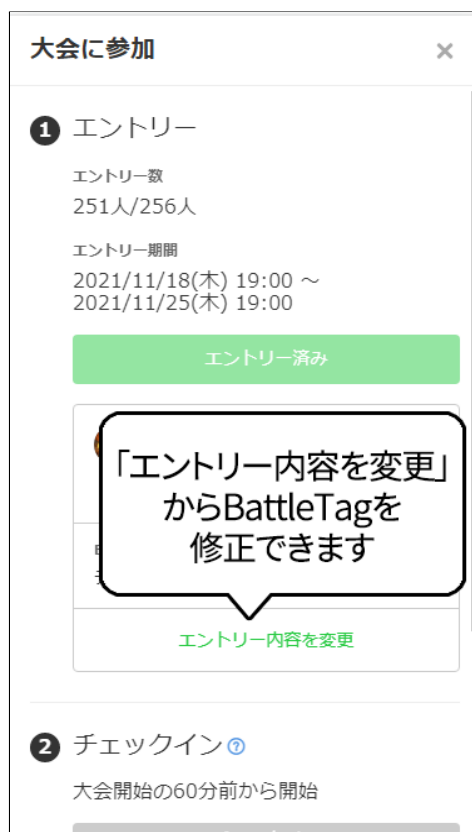 大会に参加
×
1 エントリー
エントリー数
251人/256人
エントリー期間
2021/11/18(木) 19:00 ～
2021/11/25(木) 19:00
エントリー済み
「エントリー内容を変更」
からBattleTagを
修正できます
エントリー内容を変更
2 チェックイン ?
大会開始の60分前から開始